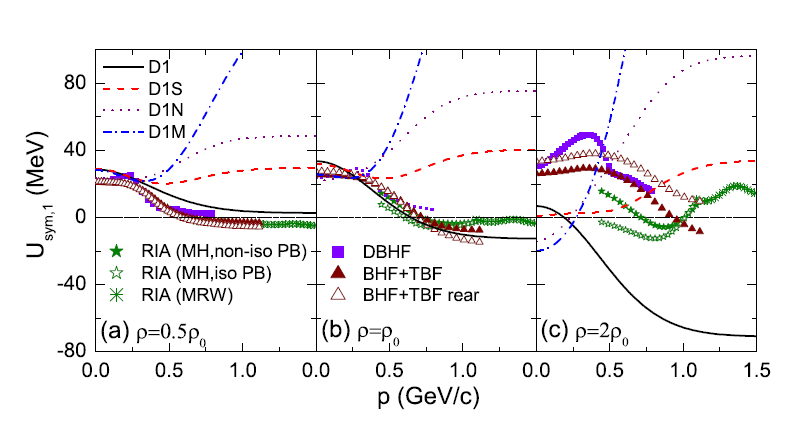 80
40
0
-40
-80
U sym,1 (MeV)
D1
D1S
D1N
D1M
RIA (MH,non-iso PB)
RIA (MH,iso PB)
RIA (MRW)
(a) ρ=0.5ρ0
DBHF
BHF+TBF
BHF+TBF rear
(b) ρ=ρ0
(c) ρ=2ρ0
0.0 0.5 1.0 0.0 0.5 1.0 0.0 0.5 1.0 1.5
p (GeV/c)